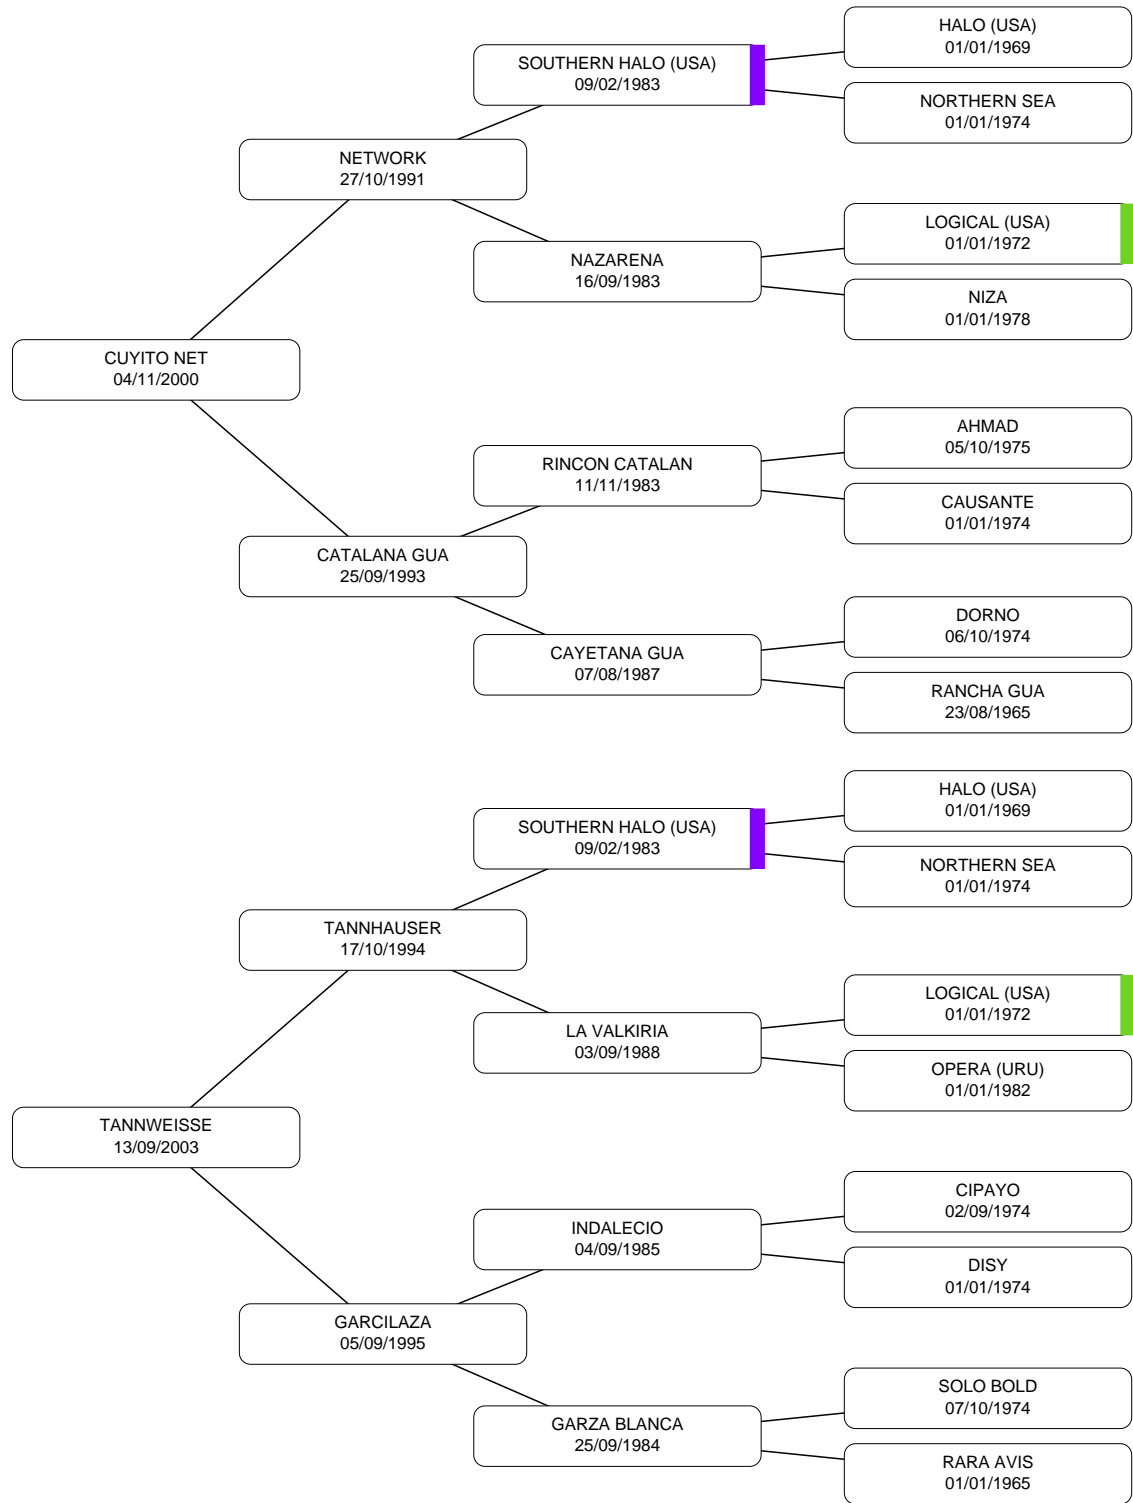 HALO (USA)
01/01/1969
SOUTHERN HALO (USA)
09/02/1983
NORTHERN SEA
01/01/1974
NETWORK
27/10/1991
LOGICAL (USA)
01/01/1972
NAZARENA
16/09/1983
NIZA
01/01/1978
CUYITO NET
04/11/2000
AHMAD
05/10/1975
RINCON CATALAN
11/11/1983
CAUSANTE
01/01/1974
CATALANA GUA
25/09/1993
DORNO
06/10/1974
CAYETANA GUA
07/08/1987
RANCHA GUA
23/08/1965
HALO (USA)
01/01/1969
SOUTHERN HALO (USA)
09/02/1983
NORTHERN SEA
01/01/1974
TANNHAUSER
17/10/1994
LOGICAL (USA)
01/01/1972
LA VALKIRIA
03/09/1988
OPERA (URU)
01/01/1982
TANNWEISSE
13/09/2003
CIPAYO
02/09/1974
INDALECIO
04/09/1985
DISY
01/01/1974
GARCILAZA
05/09/1995
SOLO BOLD
07/10/1974
GARZA BLANCA
25/09/1984
RARA AVIS
01/01/1965